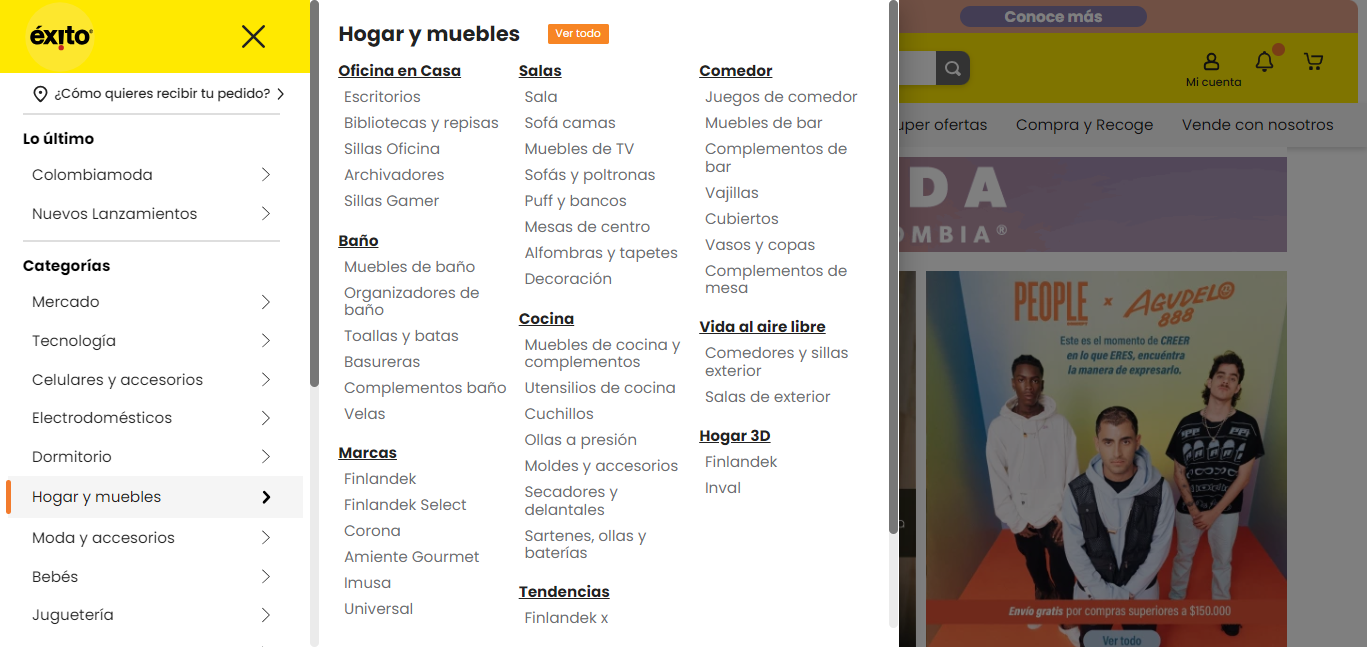 éxito
¿Cómo quieres recibir tu pedido?
Lo último
Colombiamoda
Nuevos Lanzamientos
Categorías
Mercado
Tecnología
Celulares y accesorios
Electrodomésticos
Dormitorio
Hogar y muebles
Moda y accesorios
Bebés
Juguetería
Hogar y muebles
Ver todo
Oficina en Casa
Escritorios
Bibliotecas y repisas
Sillas Oficina
Archivadores
Sillas Gamer
Baño
Muebles de baño
Organizadores de
baño
Toallas y batas
Basureras
Complementos baño
Velas
Marcas
Finlandek
Finlandek Select
Corona
Amiente Gourmet
Imusa
Universal
Salas
Sala
Sofá camas
Muebles de TV
Sofás y poltronas
Puff y bancos
Mesas de centro
Alfombras y tapetes
Decoración
Cocina
Muebles de cocina y
complementos
Utensilios de cocina
Cuchillos
Ollas a presión
Moldes y accesorios
Secadores y
delantales
Sartenes, ollas y
baterías
Tendencias
Finlandek x
Comedor
Juegos de comedor
Muebles de bar
Complementos de
bar
Vajillas
Cubiertos
Vasos y copas
Complementos de
mesa
Vida al aire libre
Comedores y sillas
exterior
Salas de exterior
Hogar 3D
Finlandek
Inval
Conoce más
Mi cuenta
uper ofertas
Compra y Recoge
Vende con nosotros
DA
OMBIA®
PEOPLE x AGUDELO
888
Este es el momento de CREER
en lo que ERES, encuéntra
la manera de expresarlo.
Envío gratis por compras superiores a $150.000
Ver todo